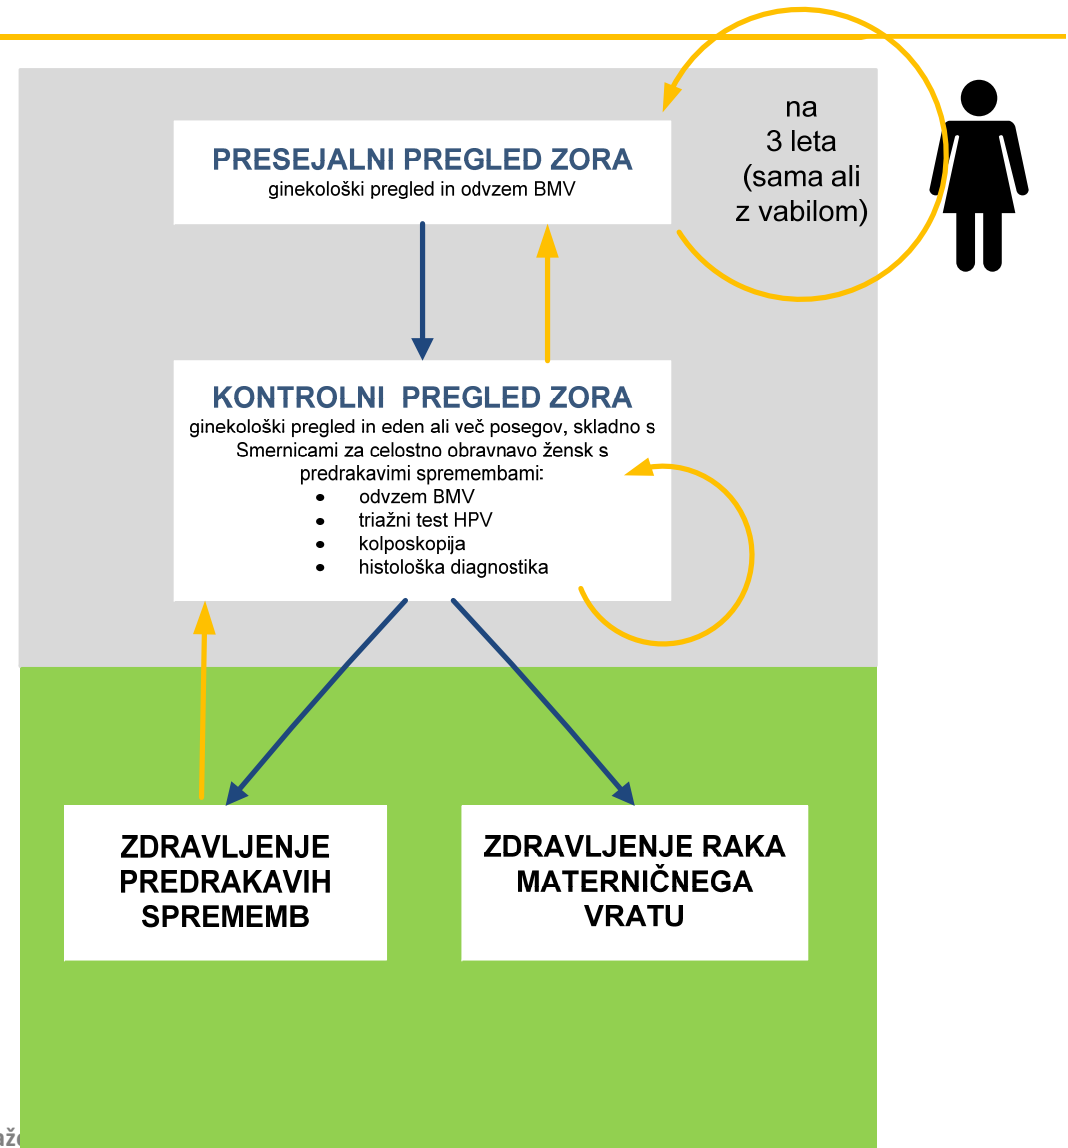 PRESEJALNI PREGLED ZORA
ginekološki pregled in odvzem BMV
na
3 leta
(sama ali
z vabilom)
KONTROLNI PREGLED ZORA
ginekološki pregled in eden ali več posegov, skladno s
Smernicami za celostno obravnavo žensk s
predrakavimi spremembami:
• odvzem BMV
• triažni test HPV
• kolposkopija
• histološka diagnostika
ZDRAVLJENJE
PREDRAKAVIH
SPREMEMB
ZDRAVLJENJE RAKA
MATERNIČNEGA
VRATU